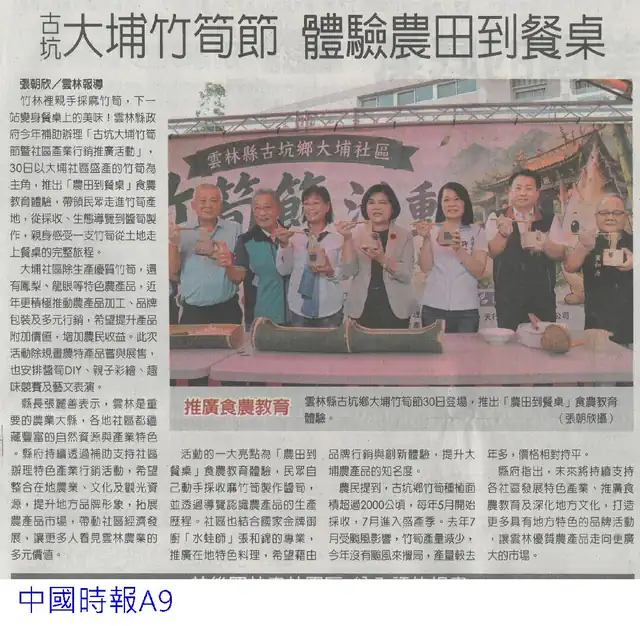 古坑 大埔竹筍節 體驗農田到餐桌
張朝欣／雲林報導
竹林裡親手採麻竹筍，下一
站變身餐桌上的美味！雲林縣政
府今年補助辦理「古坑大埔竹筍
節暨社區產業行銷推廣活動」，
30日以大埔社區盛產的竹筍為
主角，推出「農田到餐桌」食農
教育體驗，帶領民眾走進竹筍產
地，從採收、生態導覽到醬筍製
作，親身感受一支竹筍從土地走
上餐桌的完整旅程。
大埔社區除生產優質竹筍，還
有鳳梨、龍眼等特色農產品，近
年更積極推動農產品加工、品牌
包裝及多元行銷，希望提升產品
附加價值，增加農民收益。此次
活動除規畫農特產品嘗與展售，
也安排醬筍DIY、親子彩繪、趣
味競賽及藝文表演。
縣長張麗善表示，雲林是重
要的農業大縣，各地社區都蘊
藏豐富的自然資源與產業特色
。縣府持續透過補助支持社區
辦理特色產業行銷活動，希望
整合在地農業、文化及觀光資
源，提升地方品牌形象，拓展
農產品市場，帶動社區經濟發
展，讓更多人看見雲林農業的
多元價值。
雲林縣古坑鄉大埔社區
竹筍節活動
推廣食農教育
雲林縣古坑鄉大埔竹筍節30日登場，推出「農田到餐桌」食農教育
體驗。
（張朝欣攝）
活動的一大亮點為「農田到
餐桌」食農教育體驗，民眾自
己動手採收麻竹筍製作醬筍，
並透過導覽認識農產品的生產
歷程。社區也結合國家金牌御
廚「水蛙師」張和錦的專業，
推廣在地特色料理，希望藉由
品牌行銷與創新體驗，提升大
埔農產品的知名度。
農民提到，古坑鄉竹筍種植面
積超過2000公頃，每年5月開始
採收，7月進入盛產季。去年7
月受颱風影響，竹筍產量減少，
今年沒有颱風來攪局，產量較去
年多，價格相對持平。
縣府指出，未來將持續支持
各社區發展特色產業、推廣食
農教育及深化地方文化，打造
更多具有地方特色的品牌活動
，讓雲林優質農產品走向更廣
大的市場。
中國時報A9